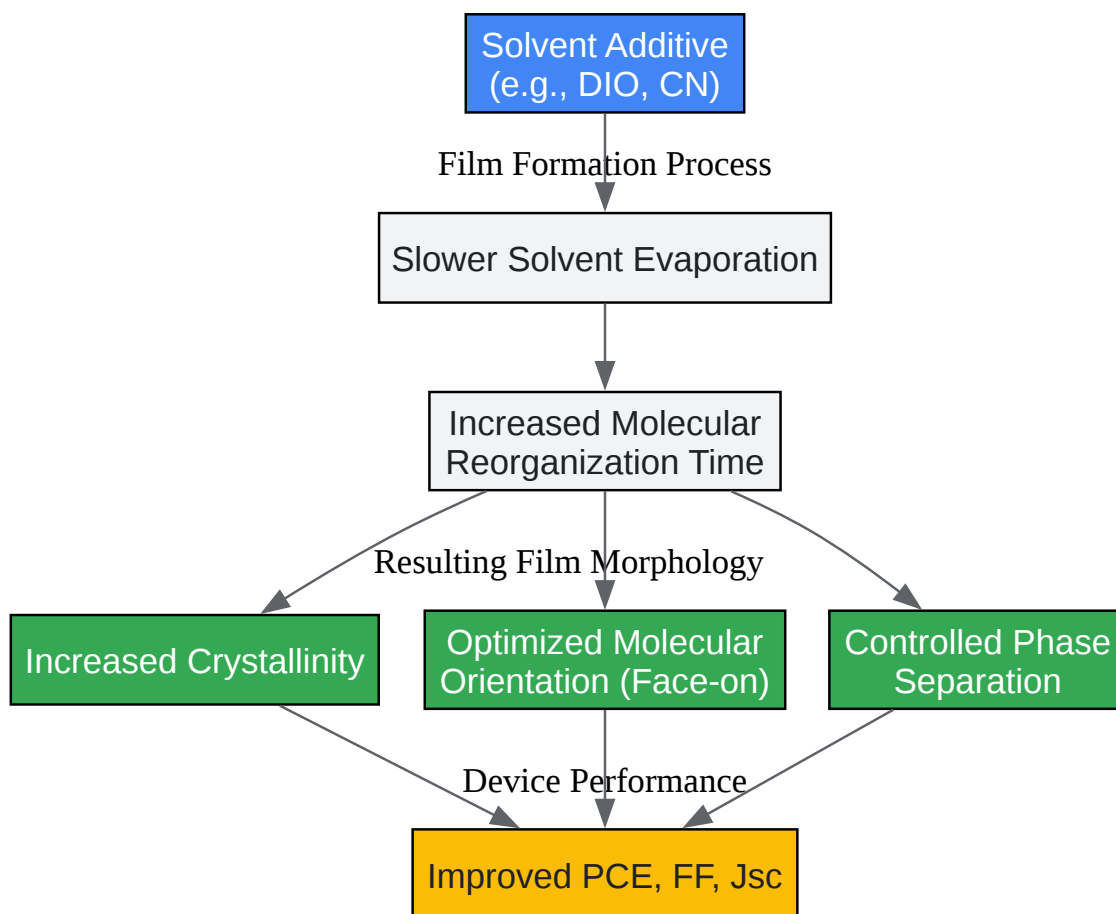 Solvent Additive
(e.g., DIO, CN)
Film Formation Process
Slower Solvent Evaporation
Increased Molecular
Reorganization Time
Resulting Film Morphology
Increased Crystallinity
Optimized Molecular
Orientation (Face-on)
Controlled Phase
Separation
Device Performance
Improved PCE, FF, Jsc